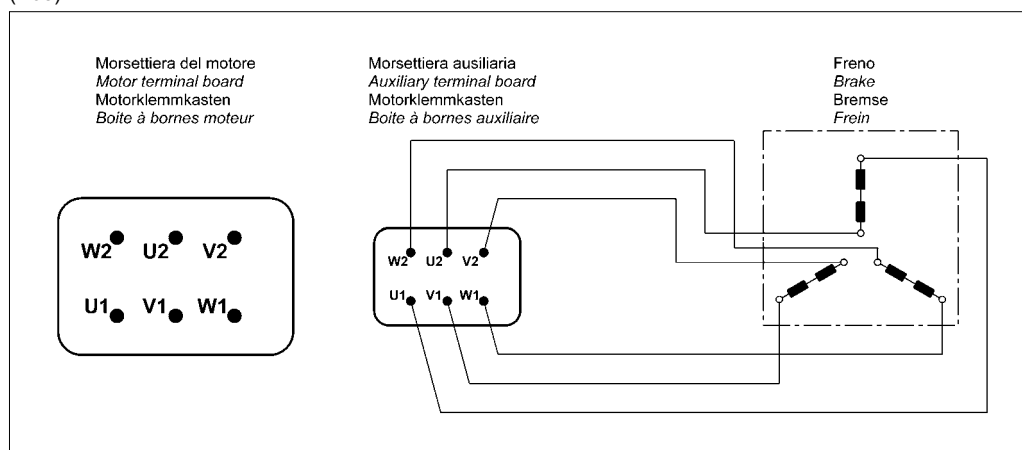 Morsettiera del motore
Motor terminal board
Motorklemmkasten
Boite à bornes moteur
Morsettiera ausiliaria
Auxiliary terminal board
Motorklemmkasten
Boite à bornes auxiliaire
Freno
Brake
Bremse
Frein
W2 U2 V2
U1 V1 W1
W2 U2 V2
U1 V1 W1